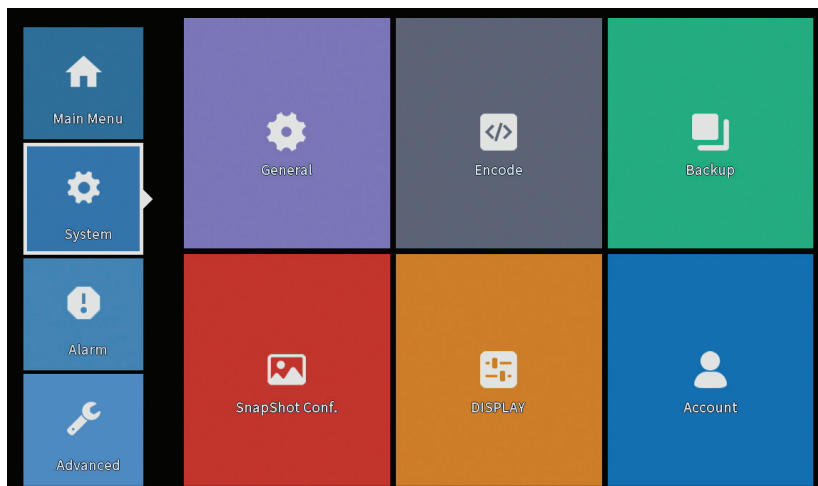 Main Menu
System
Alarm
Advanced
General
Encode
Backup
SnapShot Conf.
DISPLAY
Account